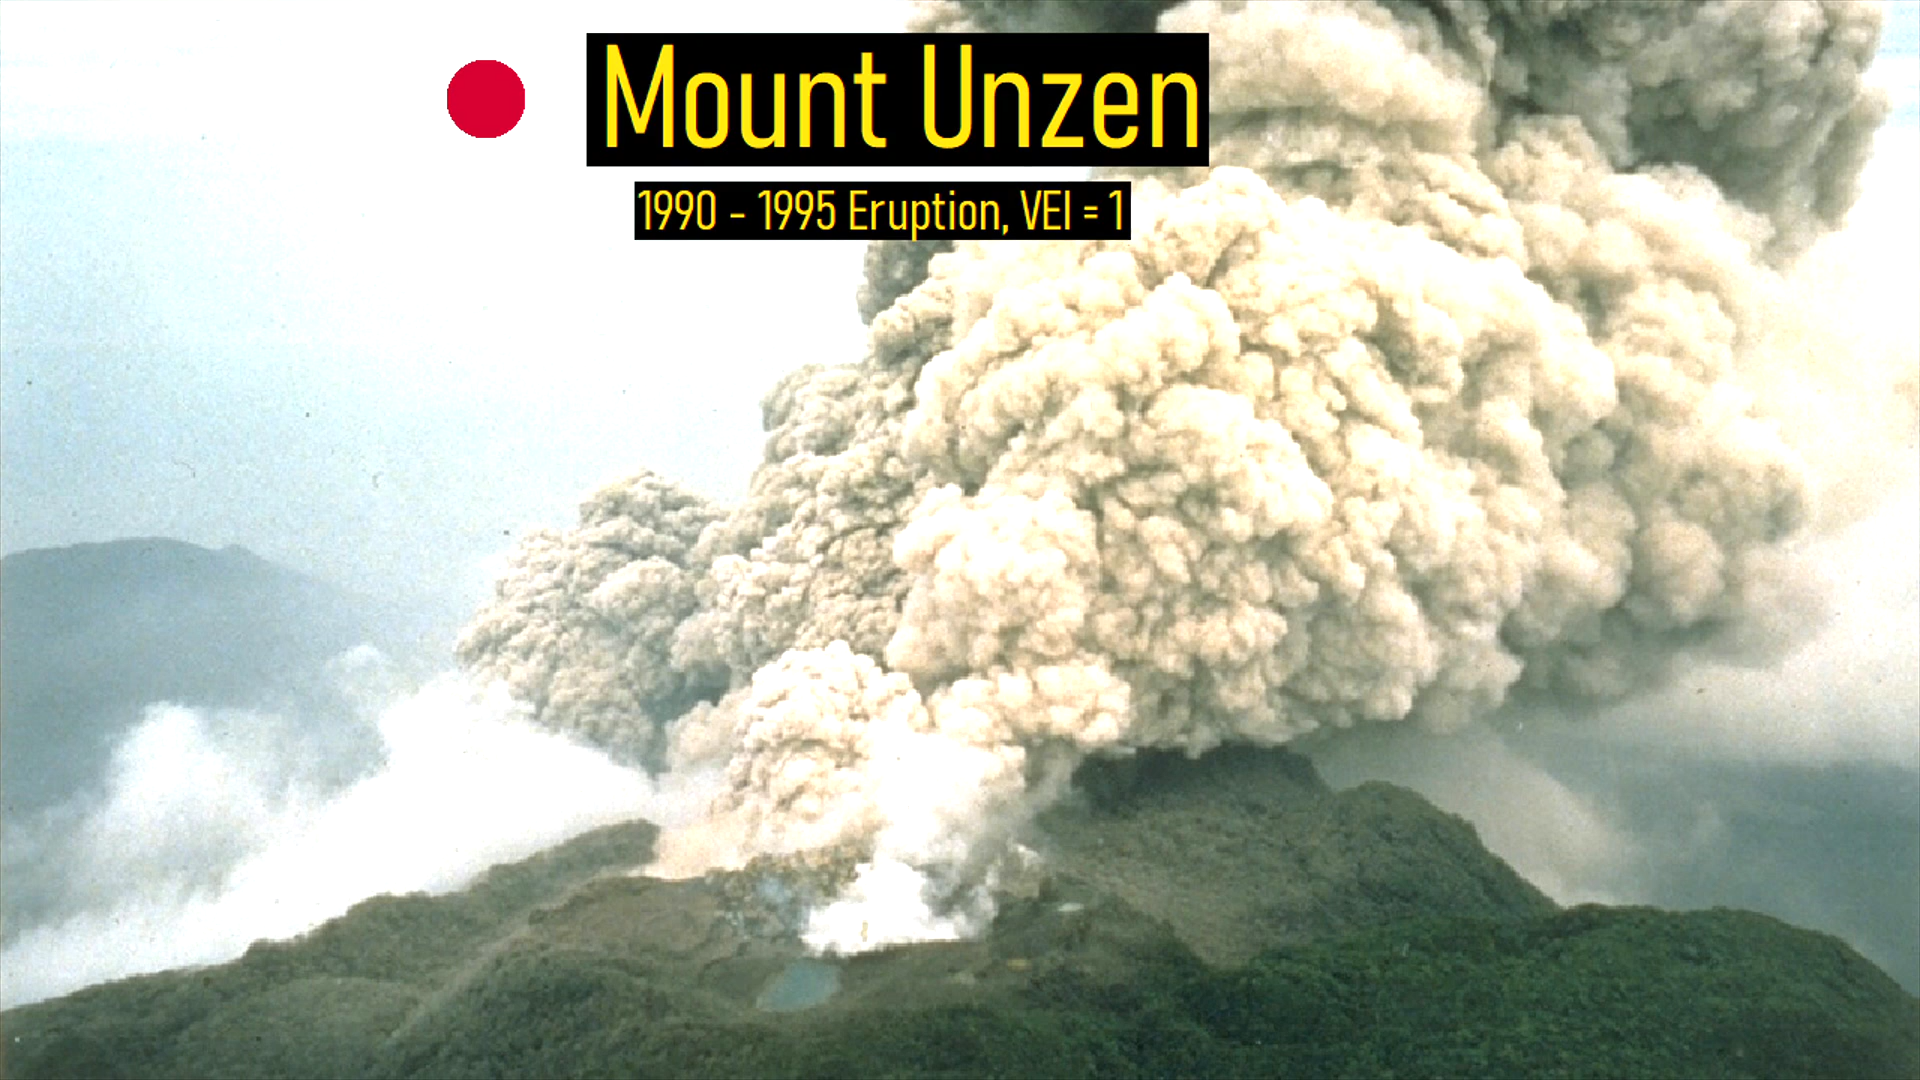 Mount Unzen
1990 - 1995 Eruption, VEI = 1